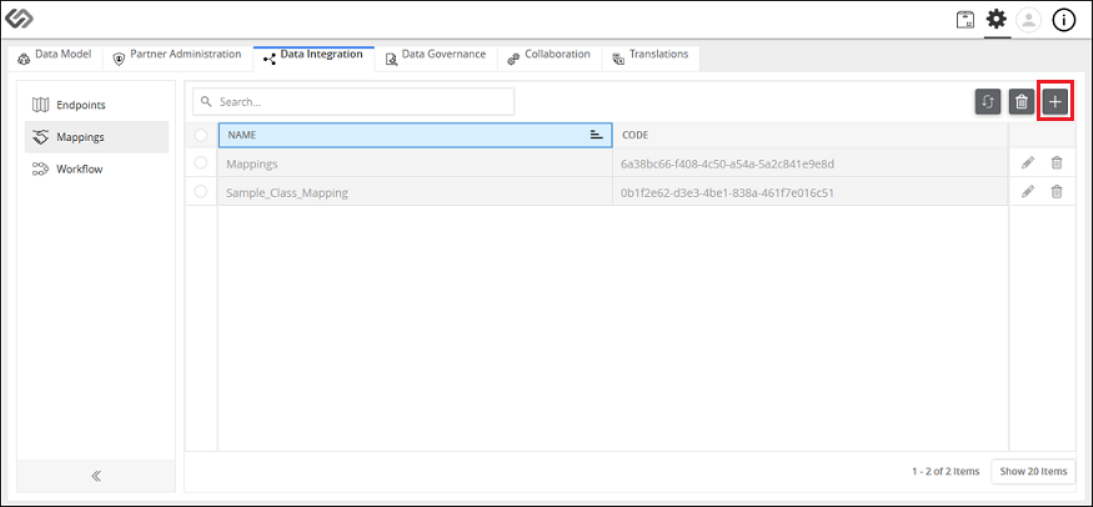 Data Model
Partner Administration
Data Integration
Data Governance
Collaboration
Translations
Endpoints
Mappings
Workflow
Search...
NAME CODE
Mappings 6a38bc66-f408-4c50-a54a-5a2c841e9e8d
Sample_Class_Mapping 0b1f2e62-d3e3-4be1-838a-461f7e016c51
1 - 2 of 2 Items Show 20 Items